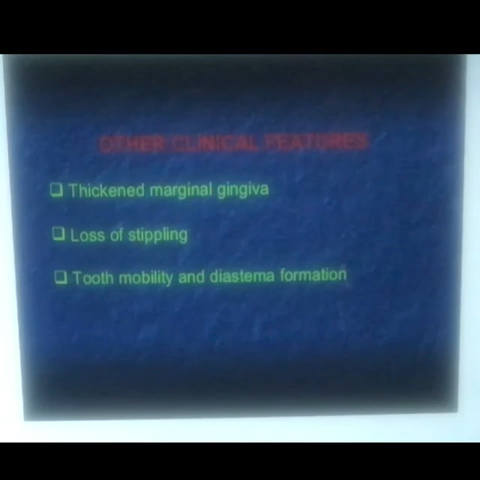 OTHER CLINICAL FEATURES
❑ Thickened marginal gingiva
❑ Loss of stippling
❑ Tooth mobility and diastema formation